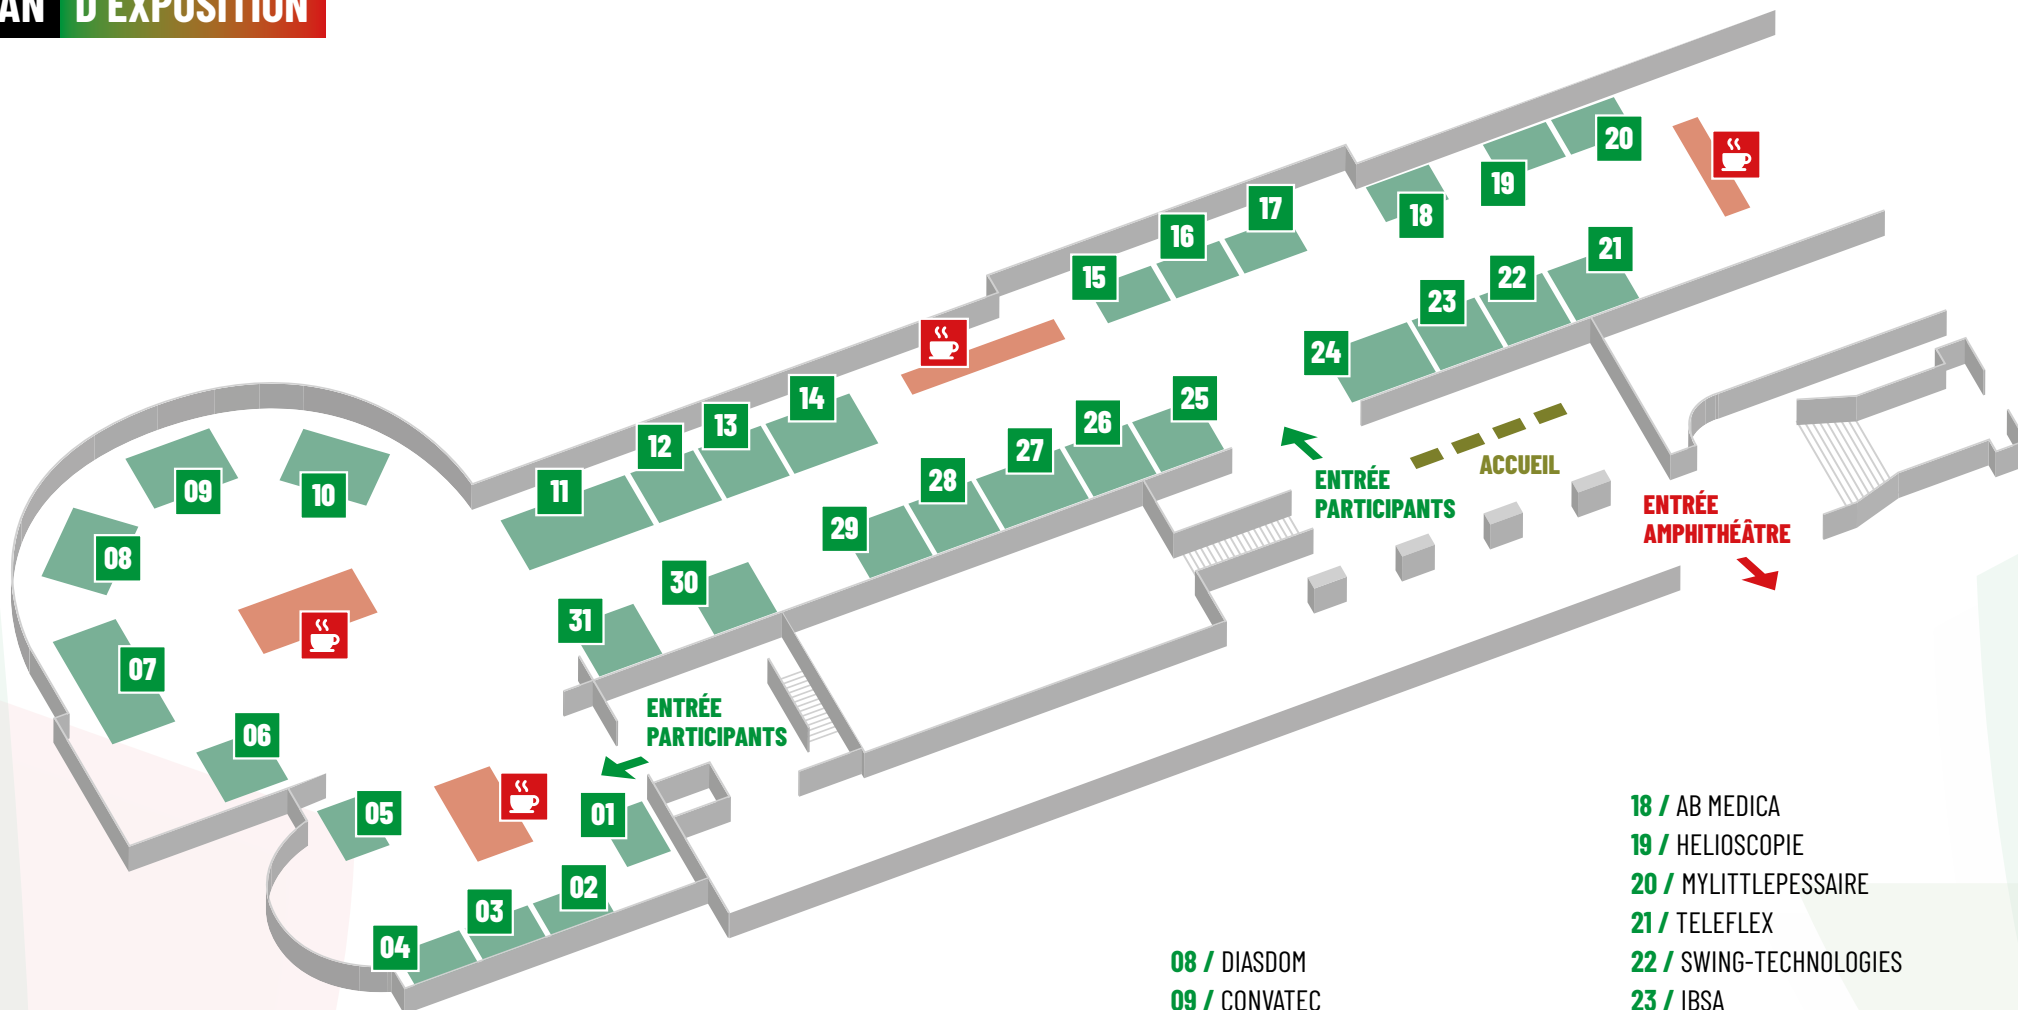 AN D'EXPOSITION
20
19
18
17
16
15
21
22
23
24
14
13
12
11
25
26
27
28
29
30
31
ACCUEIL
ENTRÉE
PARTICIPANTS
ENTRÉE
AMPHITHÉÂTRE
09
10
08
07
06
05
ENTRÉE
PARTICIPANTS
01
02
03
04
08 / DIASDOM
09 / CONVATEC
18 / AB MEDICA
19 / HELIOSCOPIE
20 / MYLITTLEPESSAIRE
21 / TELEFLEX
22 / SWING-TECHNOLOGIES
23 / IBSA